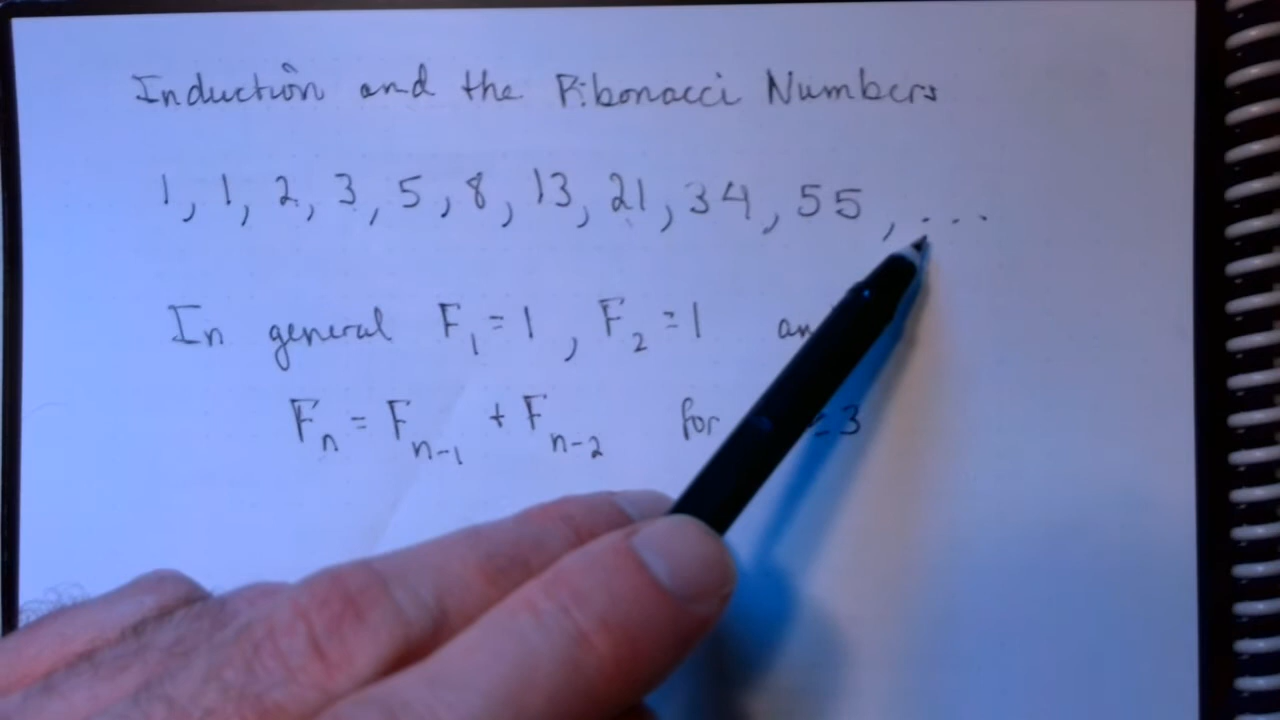 Induction and the Fibonacci Numbers
1, 1, 2, 3, 5, 8, 13, 21, 34, 55, ...
In general F₁ = 1, F₂ = 1
Fₙ = Fₙ₋₁ + Fₙ₋₂ for 3